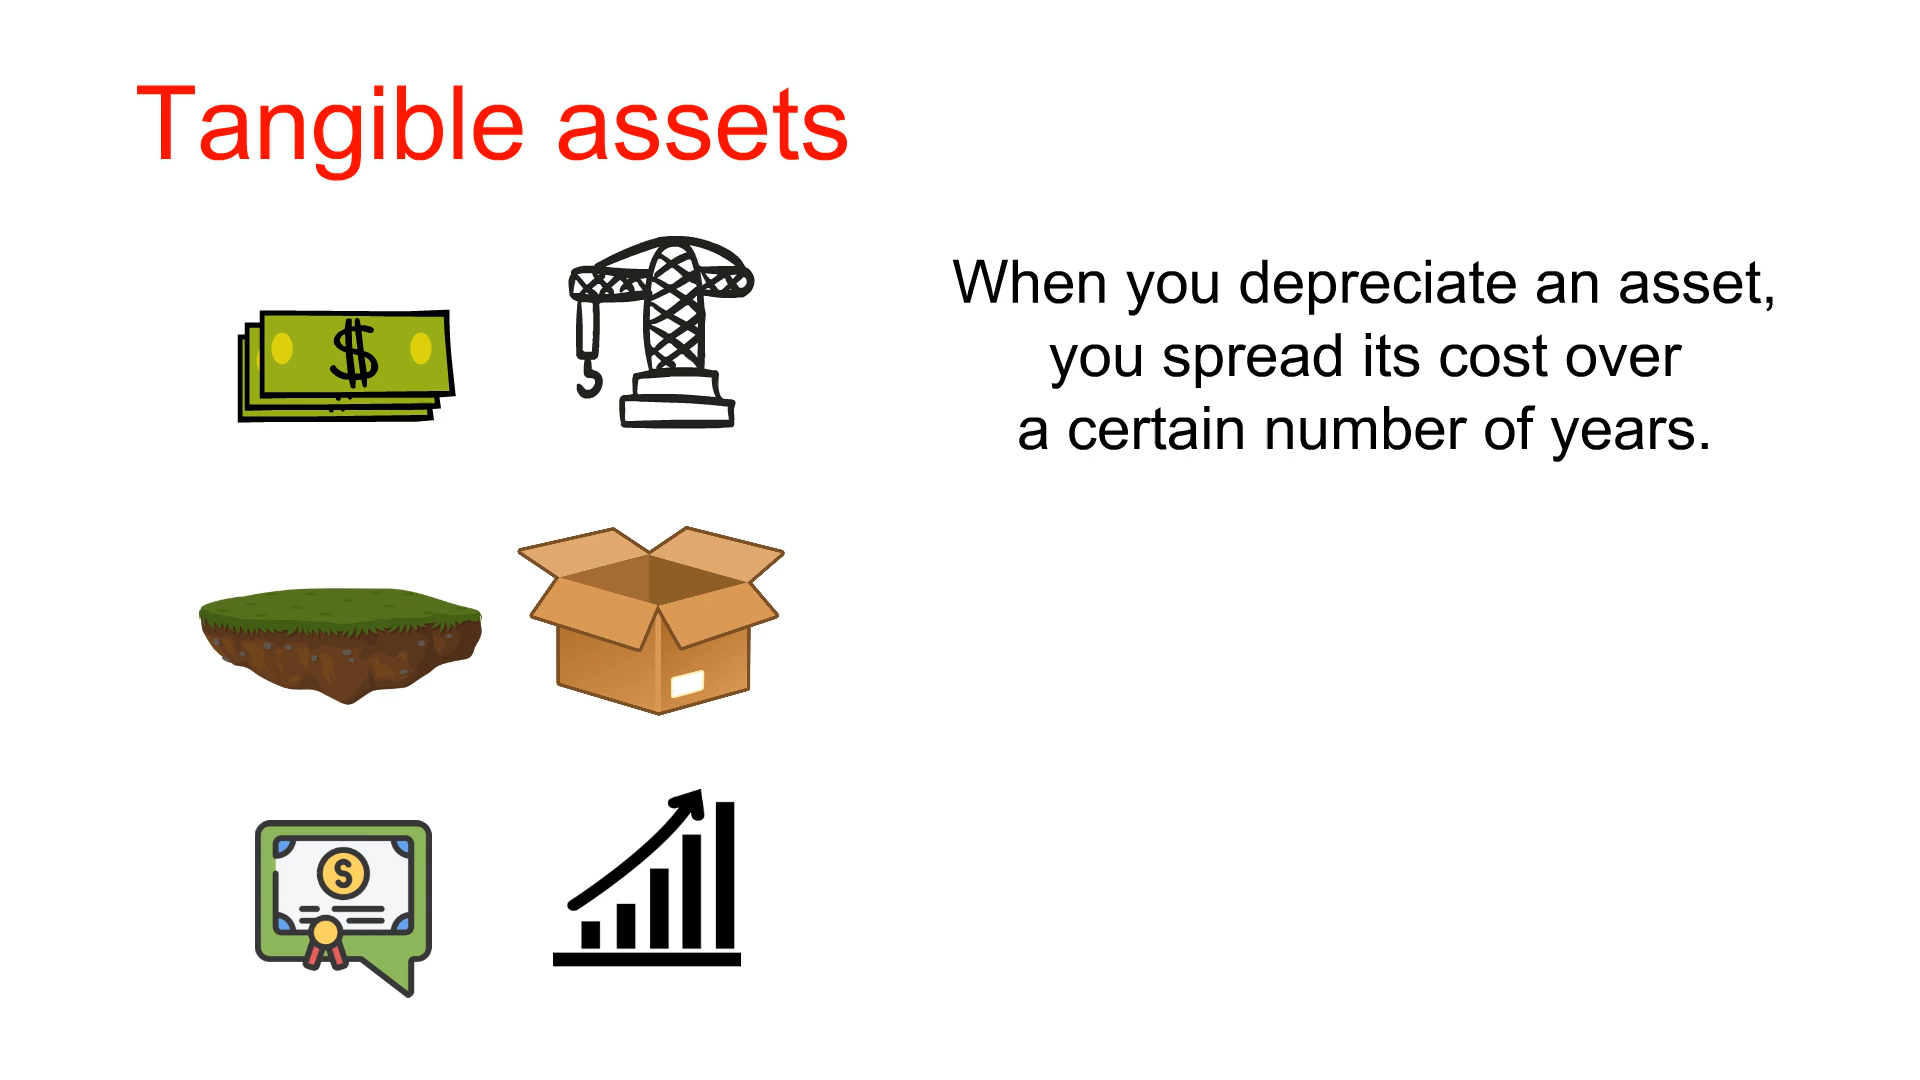 Tangible assets
When you depreciate an asset,
you spread its cost over
a certain number of years.
$
$